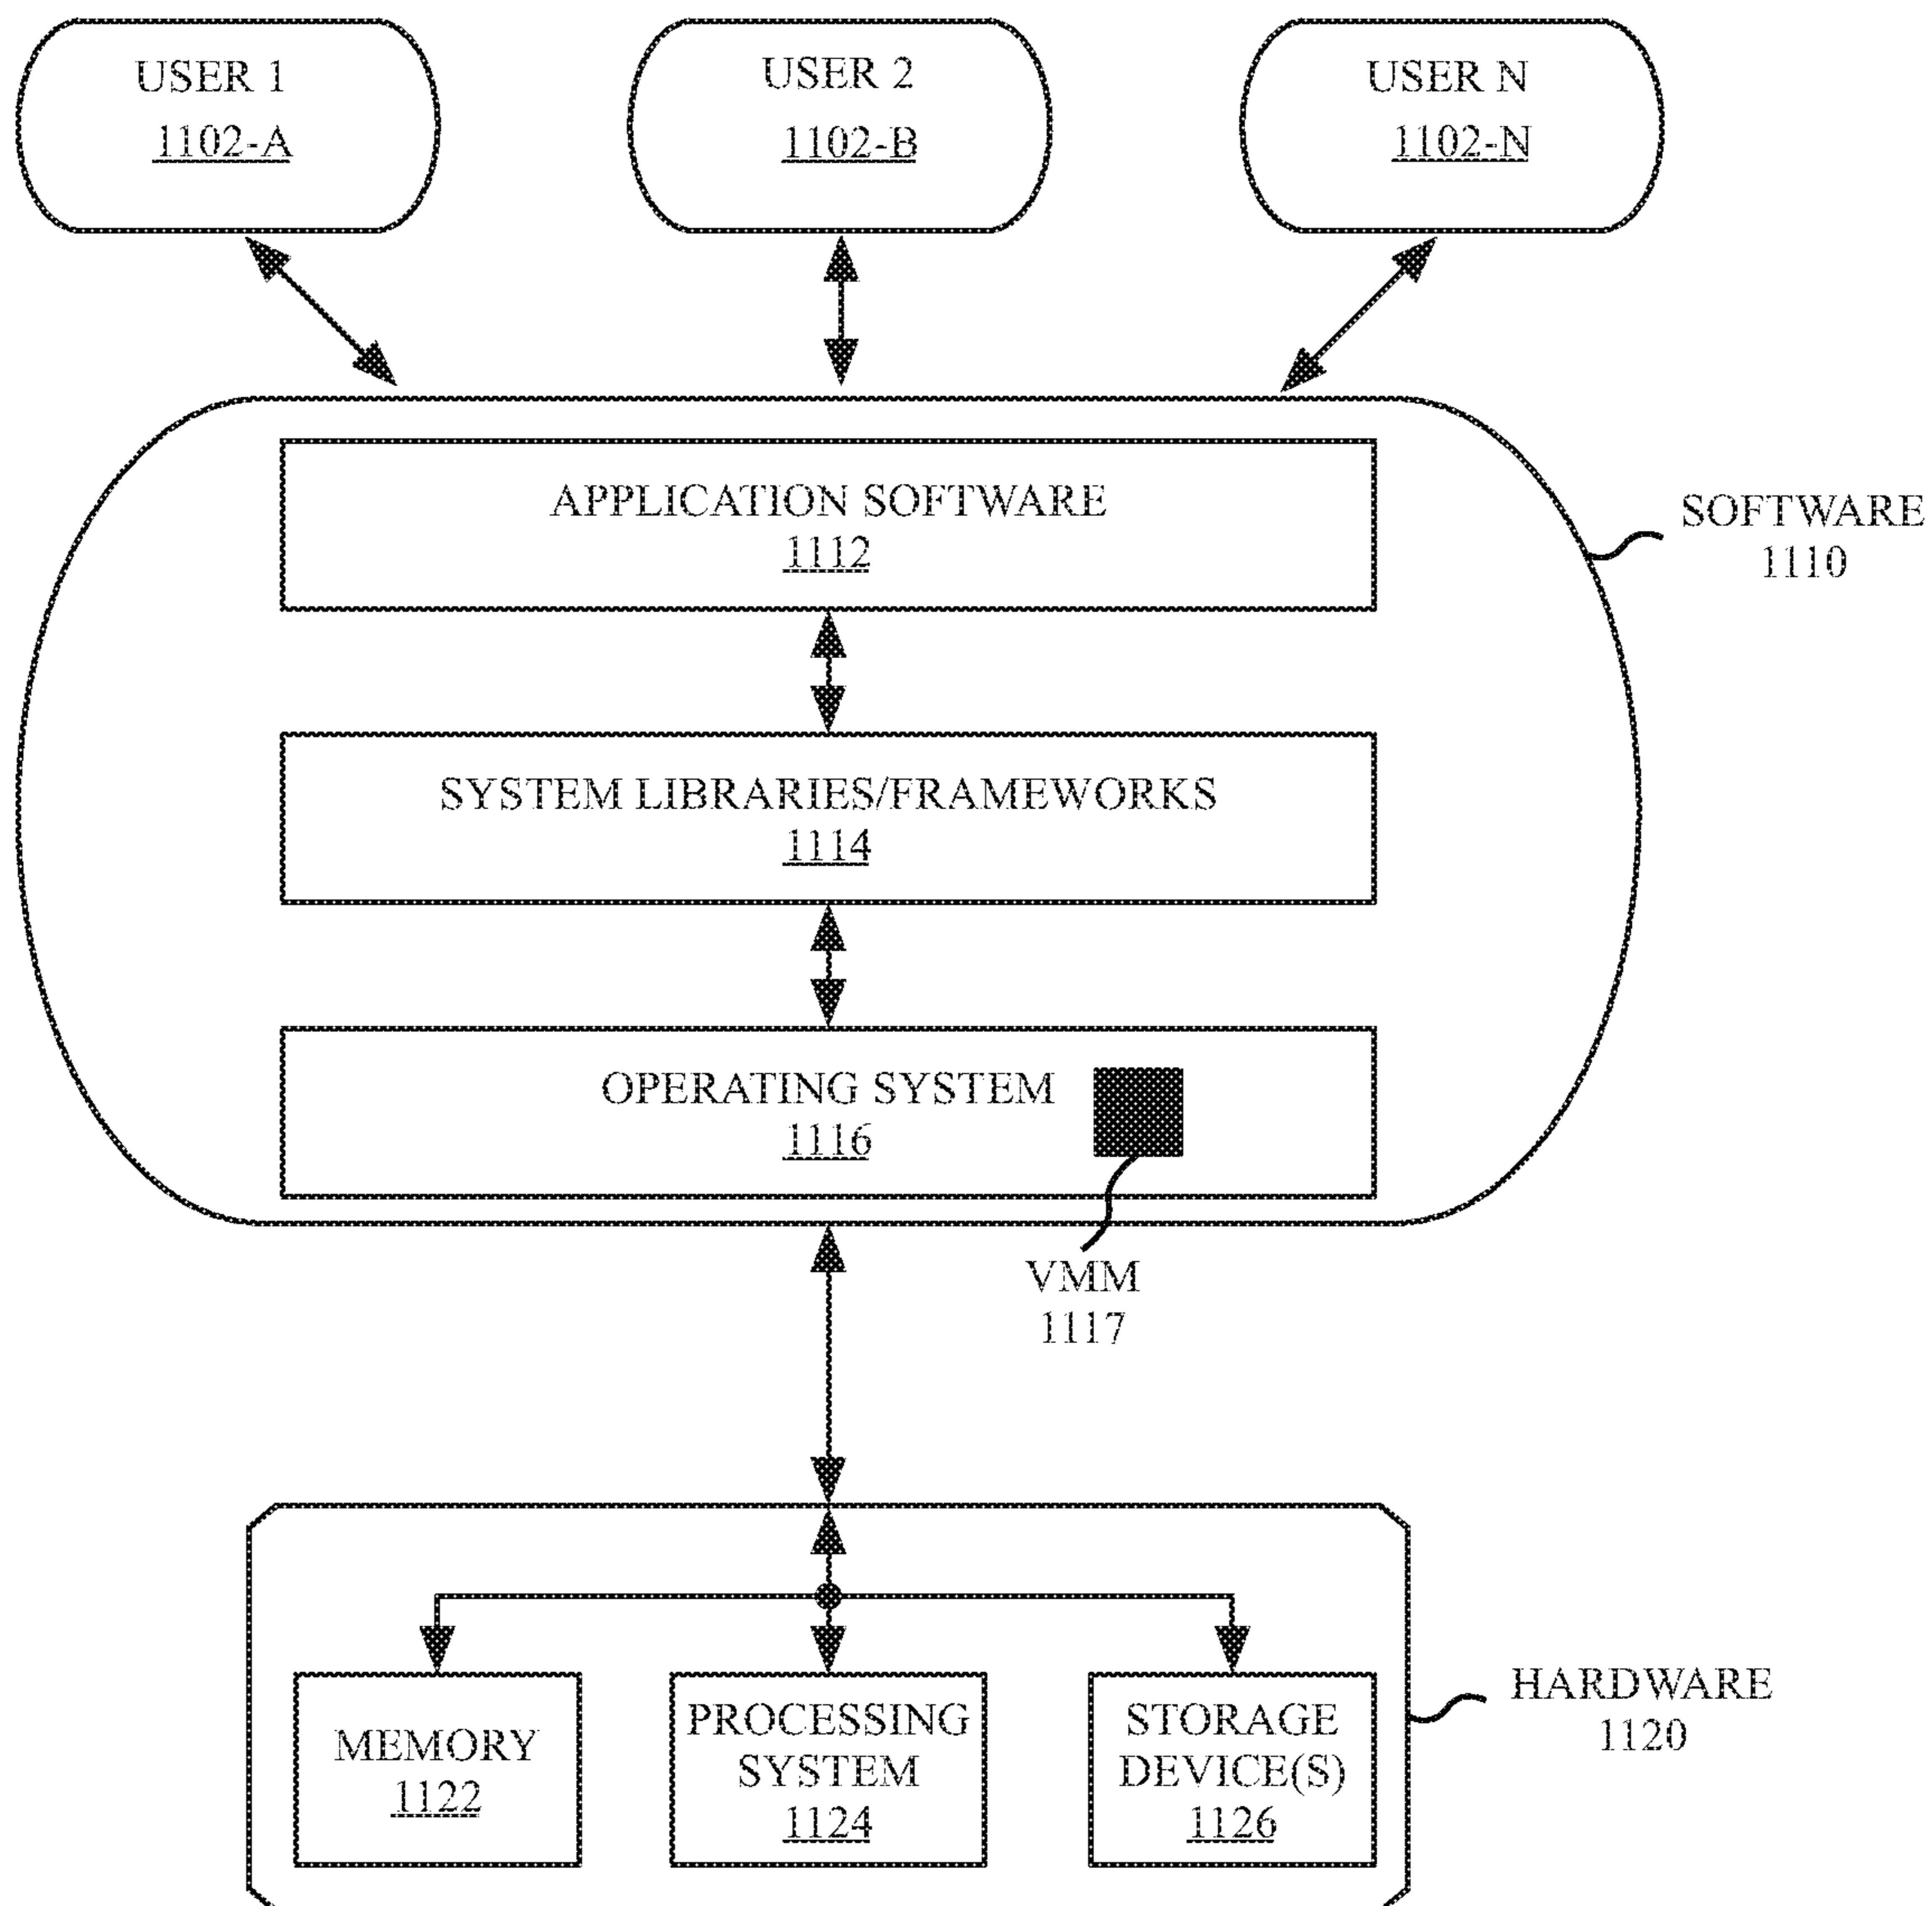 USER 1
1102-A
USER 2
1102-B
USER N
1102-N
APPLICATION SOFTWARE
1112
SOFTWARE
1110
SYSTEM LIBRARIES/FRAMEWORKS
1114
OPERATING SYSTEM
1116
VMM
1117
MEMORY
1122
PROCESSING
SYSTEM
1124
STORAGE
DEVICE(S)
1126
HARDWARE
1120